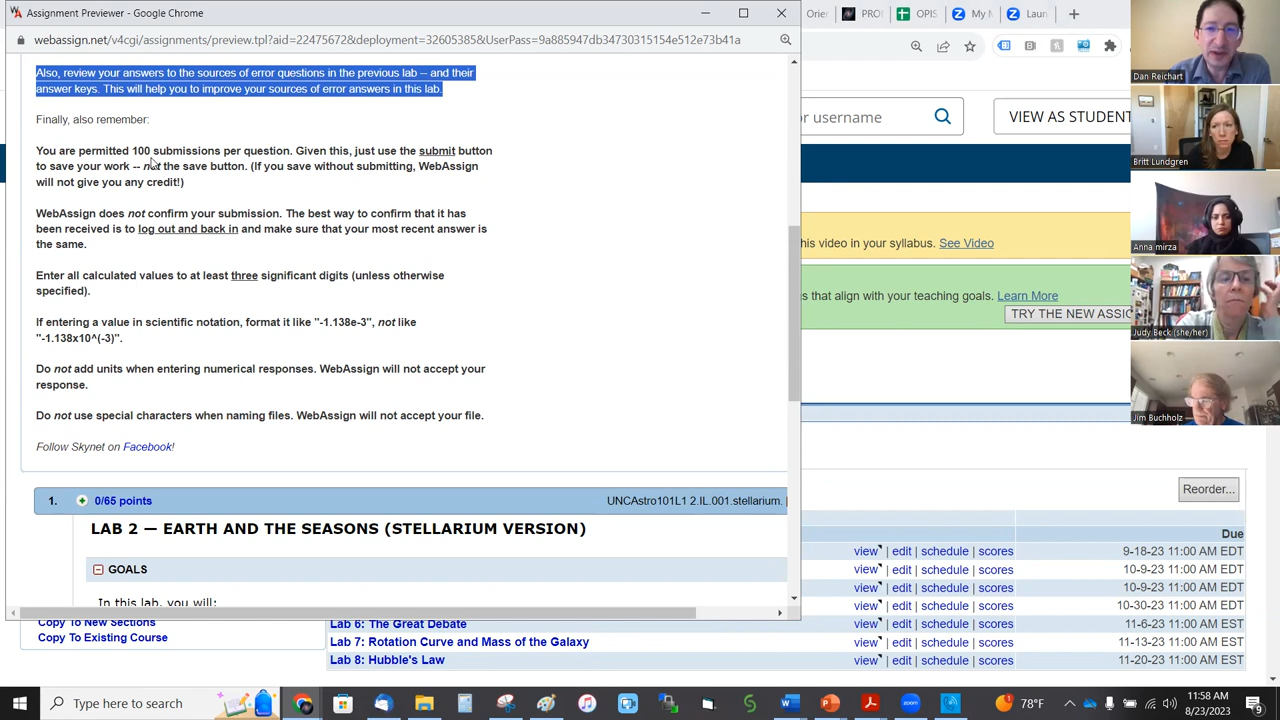 Assignment Previewer - Google Chrome
webassign.net/v4cgi/assignments/preview.tpl?aid=22475672&deployment=32605385&UserPass=9a885947db34730315154e512e73b41a
Also, review your answers to the sources of error questions in the previous lab -- and their
answer keys. This will help you to improve your sources of error answers in this lab.
Finally, also remember:
You are permitted 100 submissions per question. Given this, just use the submit button
to save your work -- not the save button. (If you save without submitting, WebAssign
will not give you any credit!)
WebAssign does not confirm your submission. The best way to confirm that it has
been received is to log out and back in and make sure that your most recent answer is
the same.
Enter all calculated values to at least three significant digits (unless otherwise
specified).
If entering a value in scientific notation, format it like "-1.138e-3", not like
"-1.138x10^(-3)".
Do not add units when entering numerical responses. WebAssign will not accept your
response.
Do not use special characters when naming files. WebAssign will not accept your file.
Follow Skynet on Facebook!
1. 0/65 points
UNCAstro101L1 2.IL.001.stellarium.
LAB 2 — EARTH AND THE SEASONS (STELLARIUM VERSION)
GOALS
In this lab, you will:
Orier
PRO
OPIS
My N
Laun
or username
VIEW AS STUDENT
his video in your syllabus. See Video
s that align with your teaching goals. Learn More
TRY THE NEW ASSIG
Reorder...
Due
view | edit | schedule | scores 9-18-23 11:00 AM EDT
view | edit | schedule | scores 10-9-23 11:00 AM EDT
view | edit | schedule | scores 10-9-23 11:00 AM EDT
view | edit | schedule | scores 10-30-23 11:00 AM EDT
Copy To New Sections
Copy To Existing Course
Lab 6: The Great Debate view | edit | schedule | scores 11-6-23 11:00 AM EST
Lab 7: Rotation Curve and Mass of the Galaxy view | edit | schedule | scores 11-13-23 11:00 AM EST
Lab 8: Hubble's Law view | edit | schedule | scores 11-20-23 11:00 AM EST
Dan Reichart
Britt Lundgren
Anna mirza
Judy Beck (she/her)
Jim Buchholz
Type here to search
78°F
11:58 AM
8/23/2023
9